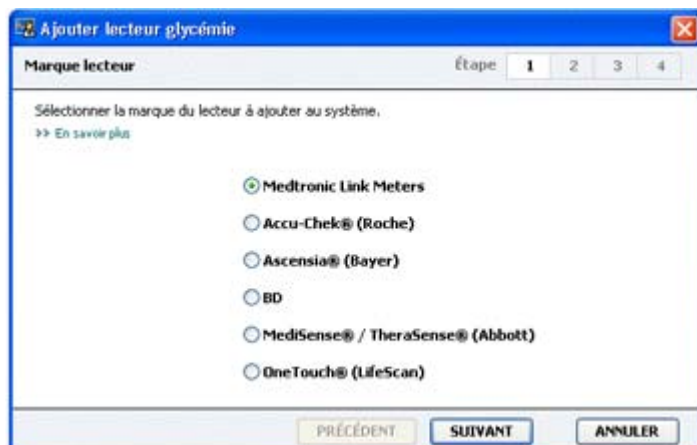 Ajouter lecteur glycémie
Marque lecteur Étape 1 2 3 4
Sélectionner la marque du lecteur à ajouter au système.
>> En savoir plus
Medtronic Link Meters
Accu-Chek® (Roche)
Ascensia® (Bayer)
BD
MediSense® / TheraSense® (Abbott)
OneTouch® (LifeScan)
PRÉCÉDENT SUIVANT ANNULER